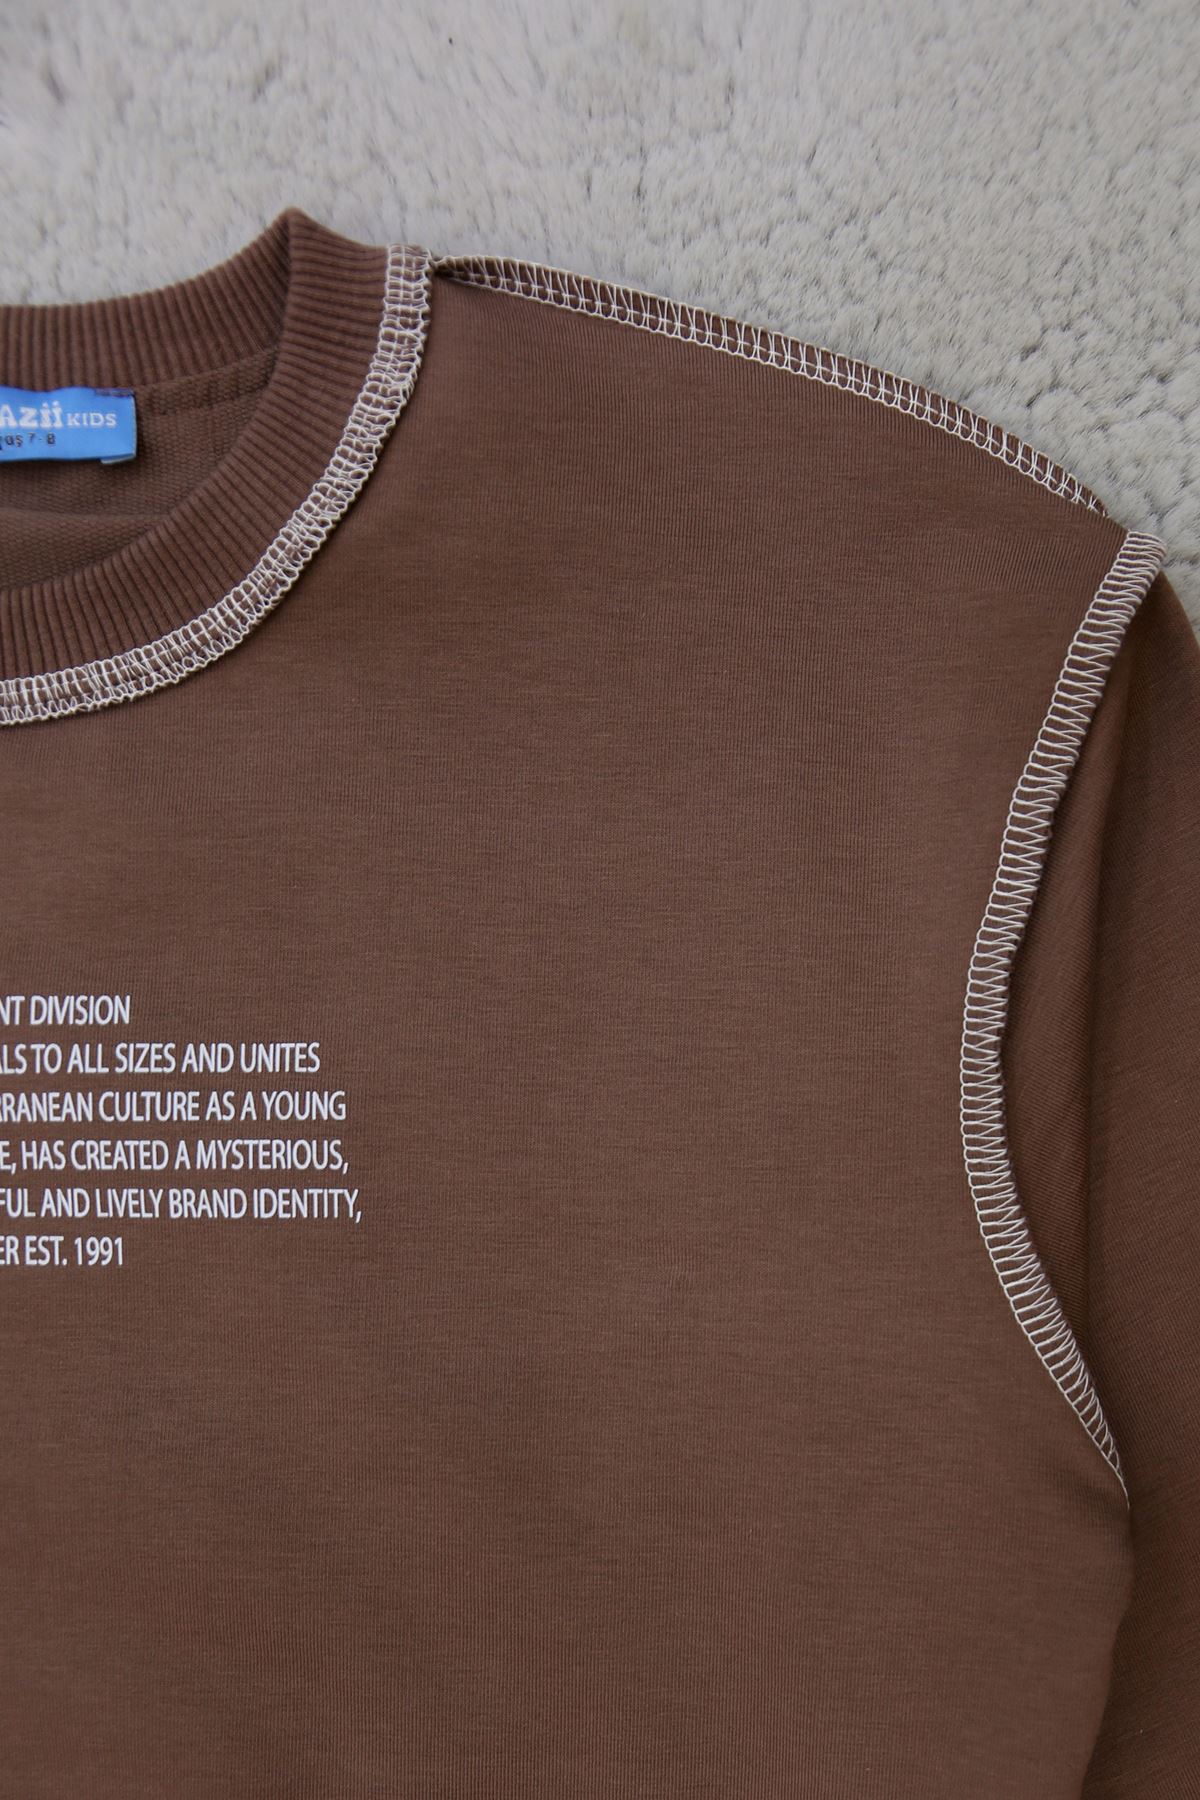 Azii KIDS
yaş 7-8
NT DIVISION
ALS TO ALL SIZES AND UNITES
RRANEAN CULTURE AS A YOUNG
E, HAS CREATED A MYSTERIOUS,
FUL AND LIVELY BRAND IDENTITY,
ER EST. 1991